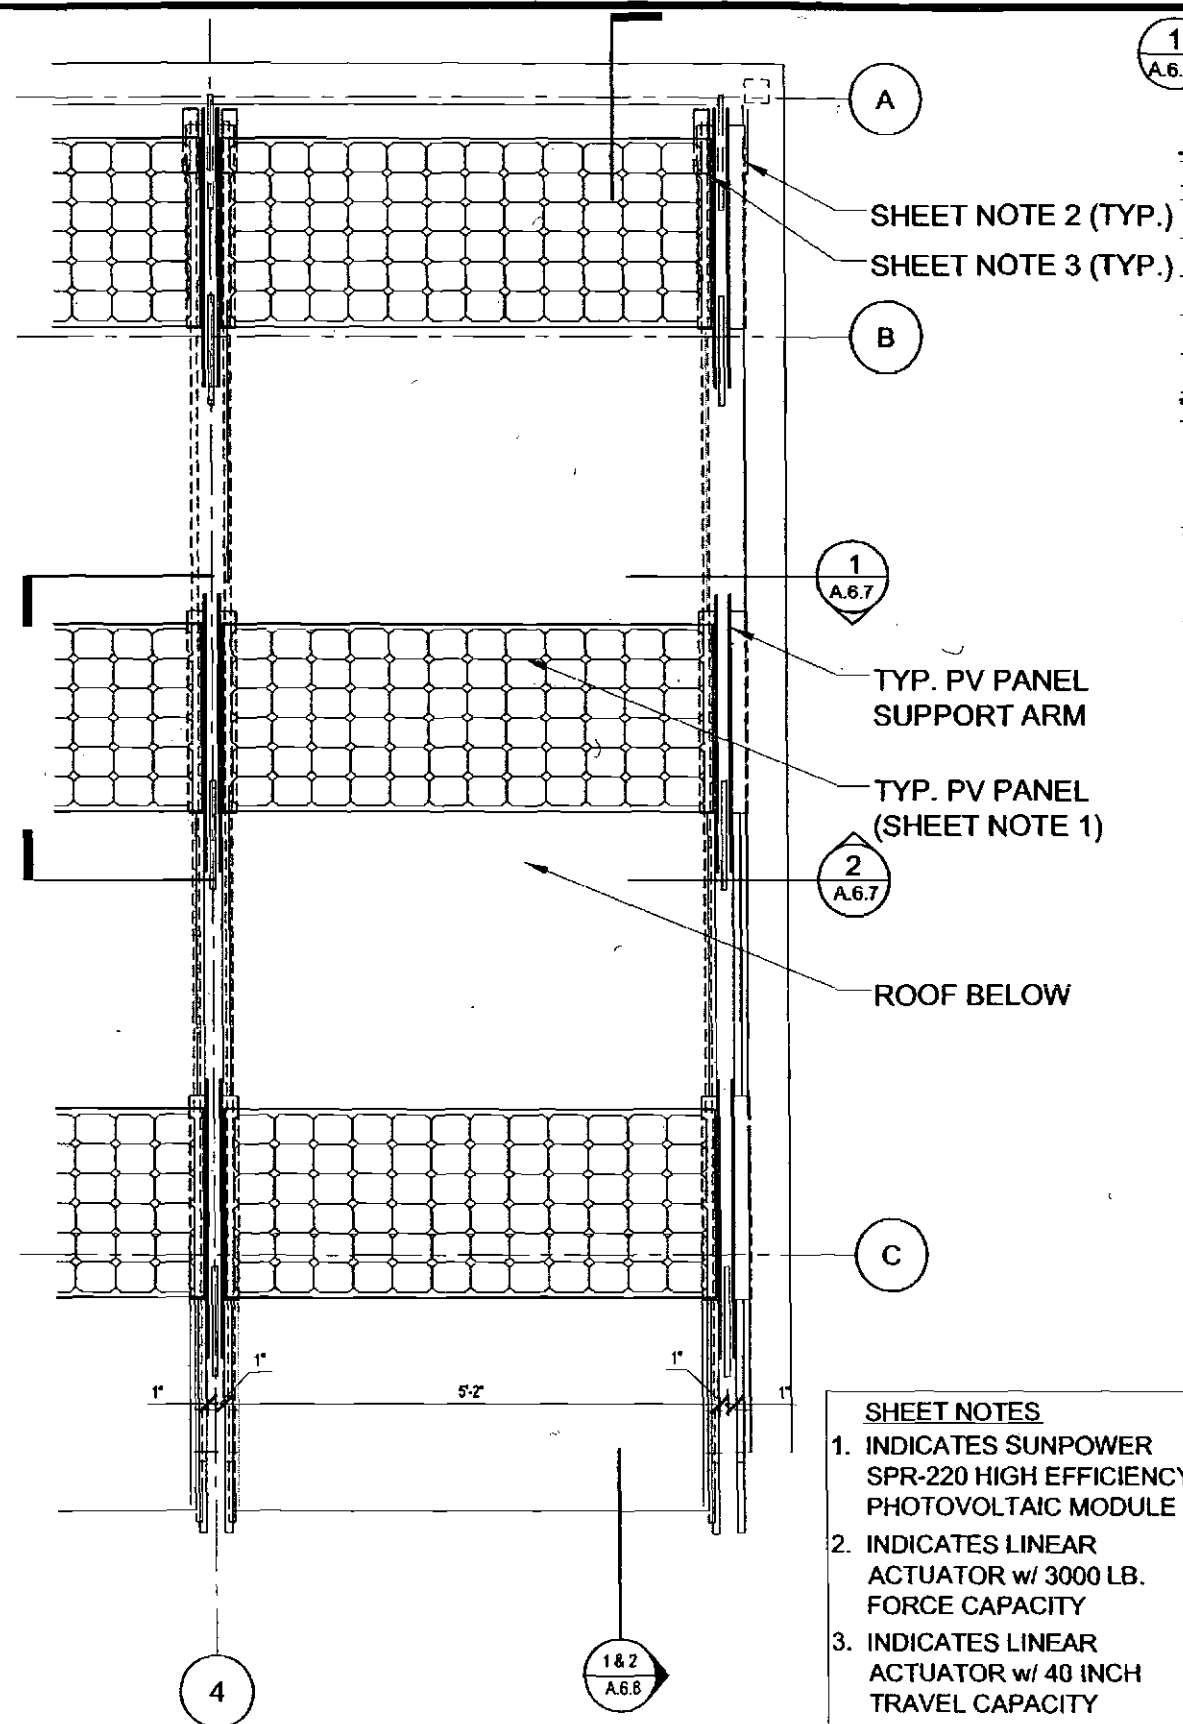 1
A.6.
A
SHEET NOTE 2 (TYP.)
SHEET NOTE 3 (TYP.)
B
1
A.6.7
TYP. PV PANEL
SUPPORT ARM
TYP. PV PANEL
(SHEET NOTE 1)
2
A.6.7
ROOF BELOW
C
1"
1"
5'-2"
1"
1"
SHEET NOTES
1. INDICATES SUNPOWER
SPR-220 HIGH EFFICIENCY
PHOTOVOLTAIC MODULE
2. INDICATES LINEAR
ACTUATOR w/ 3000 LB.
FORCE CAPACITY
3. INDICATES LINEAR
ACTUATOR w/ 40 INCH
TRAVEL CAPACITY
4
1 & 2
A.6.8